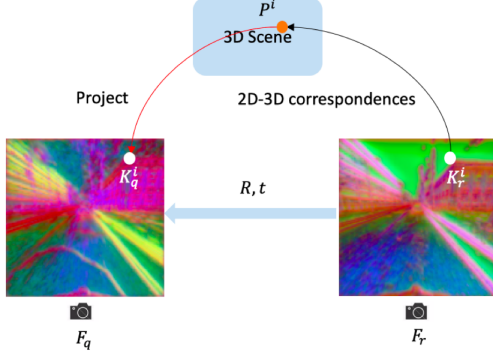 P^i
3D Scene
Project
2D-3D correspondences
K_q^i
K_r^i
R, t
F_q
F_r